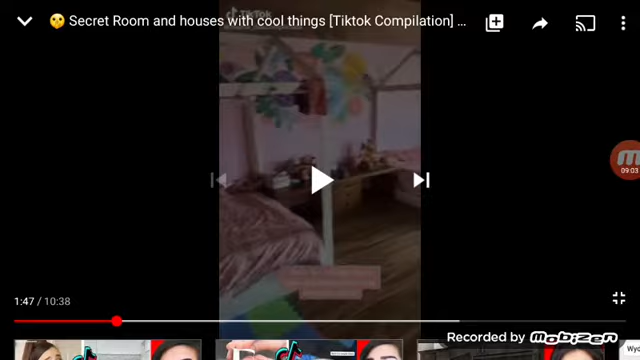 🤫 Secret Room and houses with cool things [Tiktok Compilation] ...
TikTok
09:03
1:47 / 10:38
Recorded by mobizen